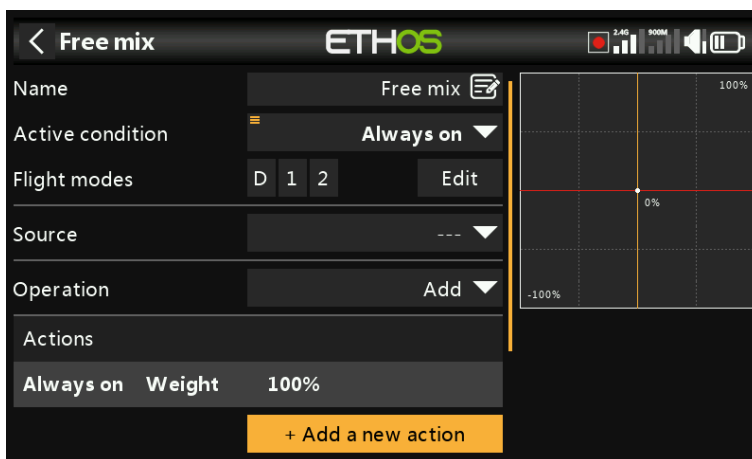 Free mix
ETHOS
2.4G
900M
Name
Free mix
Active condition
Always on
Flight modes
D 1 2
Edit
Source
---
Operation
Add
Actions
Always on Weight 100%
+ Add a new action
100%
0%
-100%